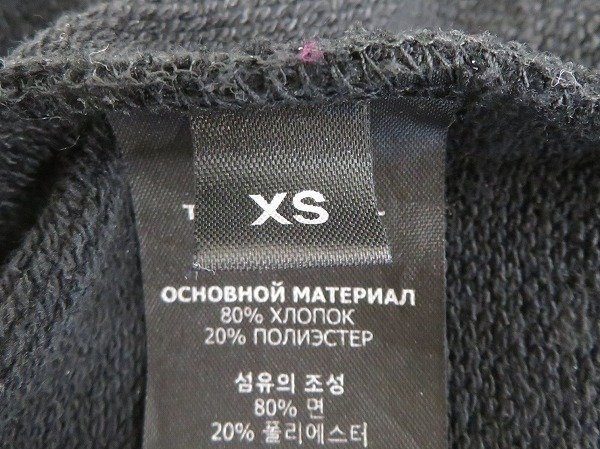 XS
ОСНОВНОЙ МАТЕРИАЛ
80% ХЛОПОК
20% ПОЛИЭСТЕР
섬유의 조성
80% 면
20% 폴리에스터